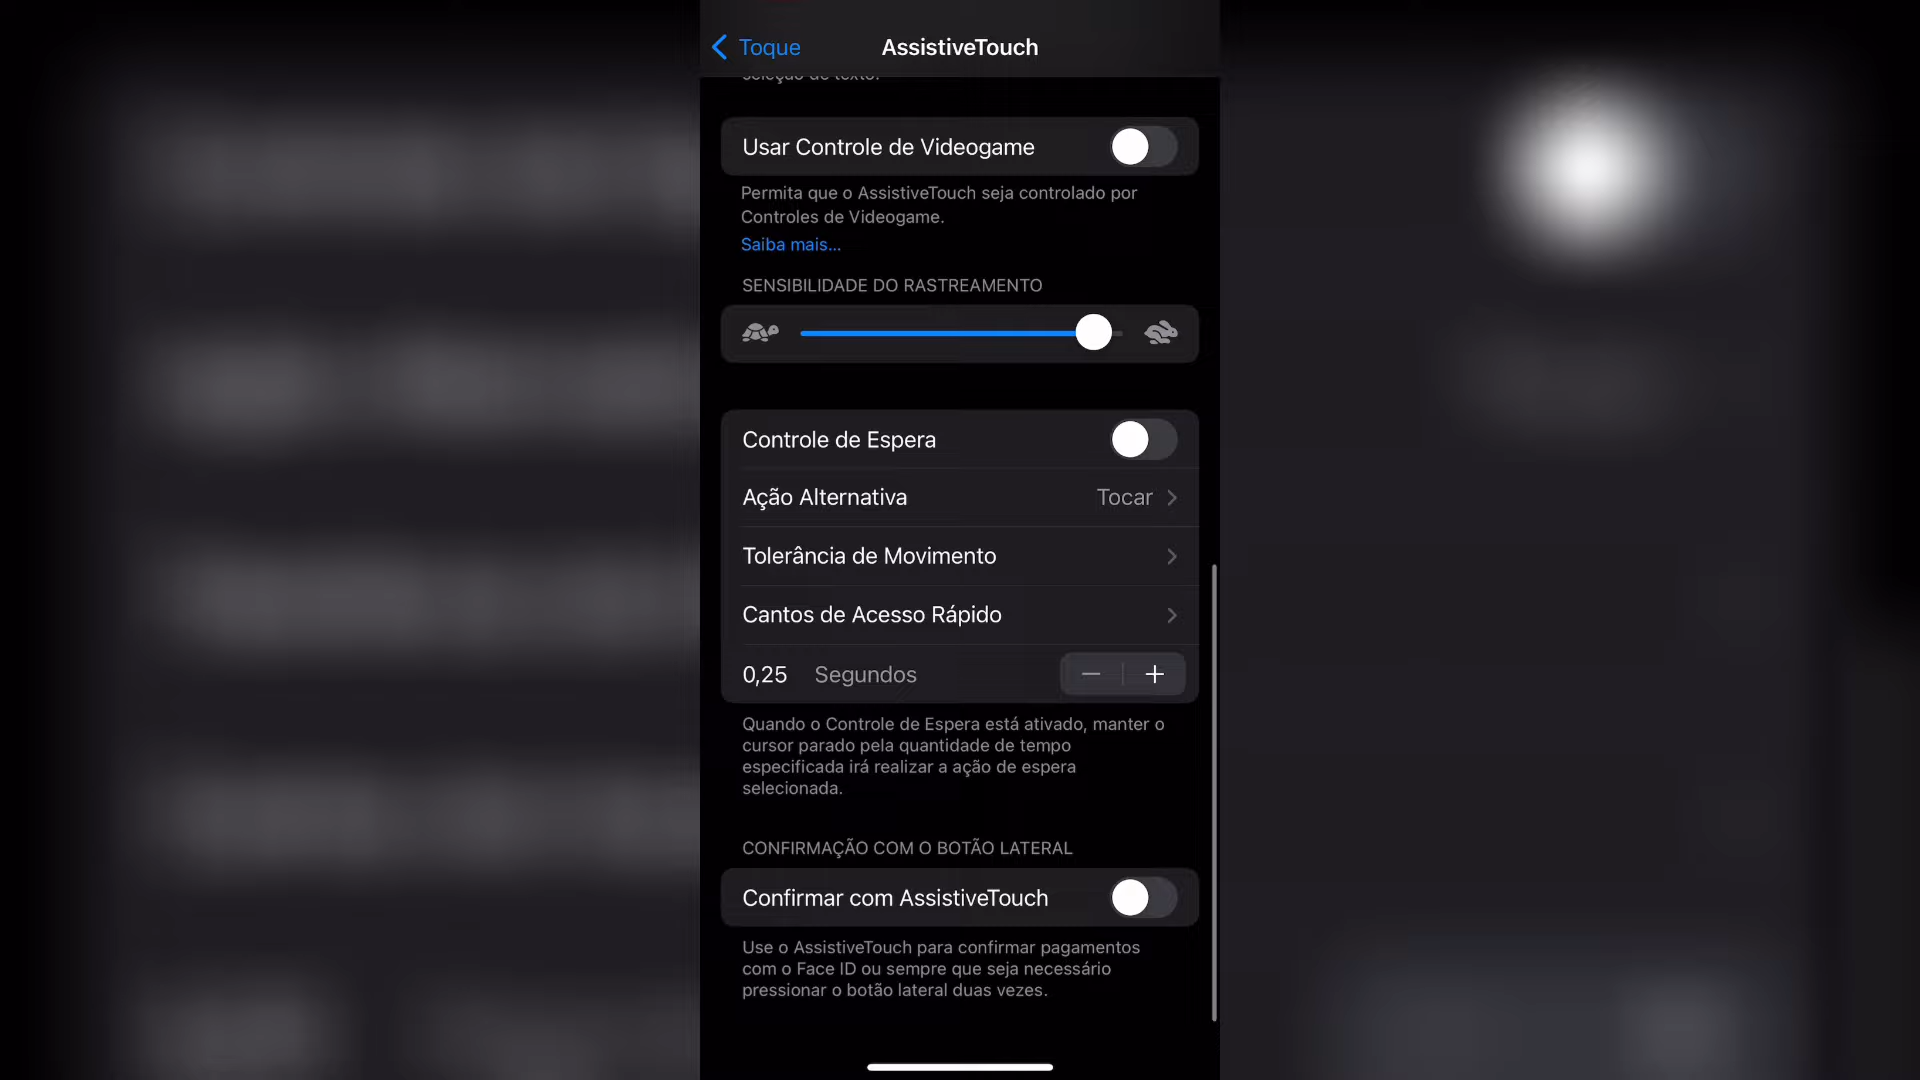 Toque
AssistiveTouch
seleção de texto.
Usar Controle de Videogame
Permita que o AssistiveTouch seja controlado por
Controles de Videogame.
Saiba mais...
SENSIBILIDADE DO RASTREAMENTO
Controle de Espera
Ação Alternativa Tocar
Tolerância de Movimento
Cantos de Acesso Rápido
0,25 Segundos
Quando o Controle de Espera está ativado, manter o
cursor parado pela quantidade de tempo
especificada irá realizar a ação de espera
selecionada.
CONFIRMAÇÃO COM O BOTÃO LATERAL
Confirmar com AssistiveTouch
Use o AssistiveTouch para confirmar pagamentos
com o Face ID ou sempre que seja necessário
pressionar o botão lateral duas vezes.